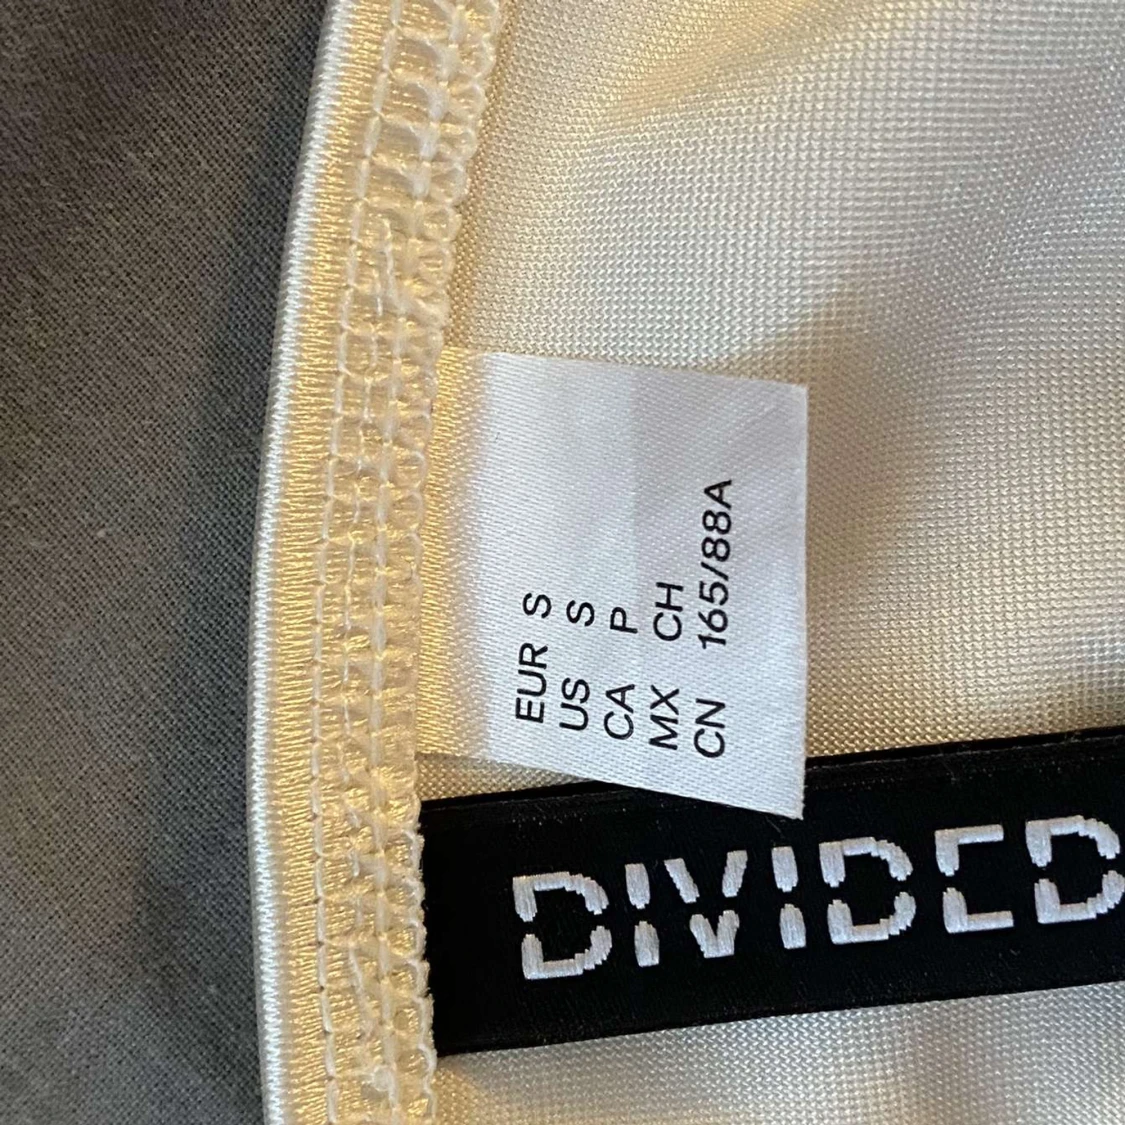 EUR S
US S
CA P
MX CH
CN 165/88A
DIVIDED